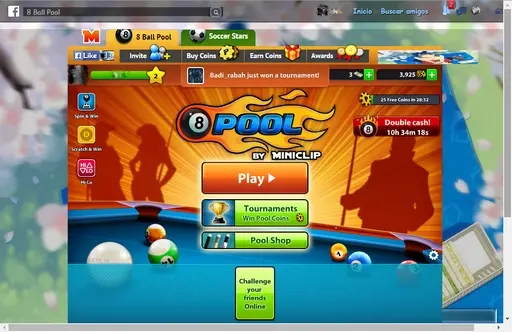 8 Ball Pool
Inicio
Buscar amigos
2
M
8 Ball Pool
Soccer Stars
Like
Invite
Buy Coins
Earn Coins
Awards
2
Badi_rabah just won a tournament!
3
3,925
Spin & Win
25 Free Coins in 28:32
8 POOL
BY MINICLIP
Double cash!
10h 34m 18s
Scratch & Win
Hi-Lo
Play
Tournaments
Win Pool Coins
Pool Shop
Challenge
your
friends
Online